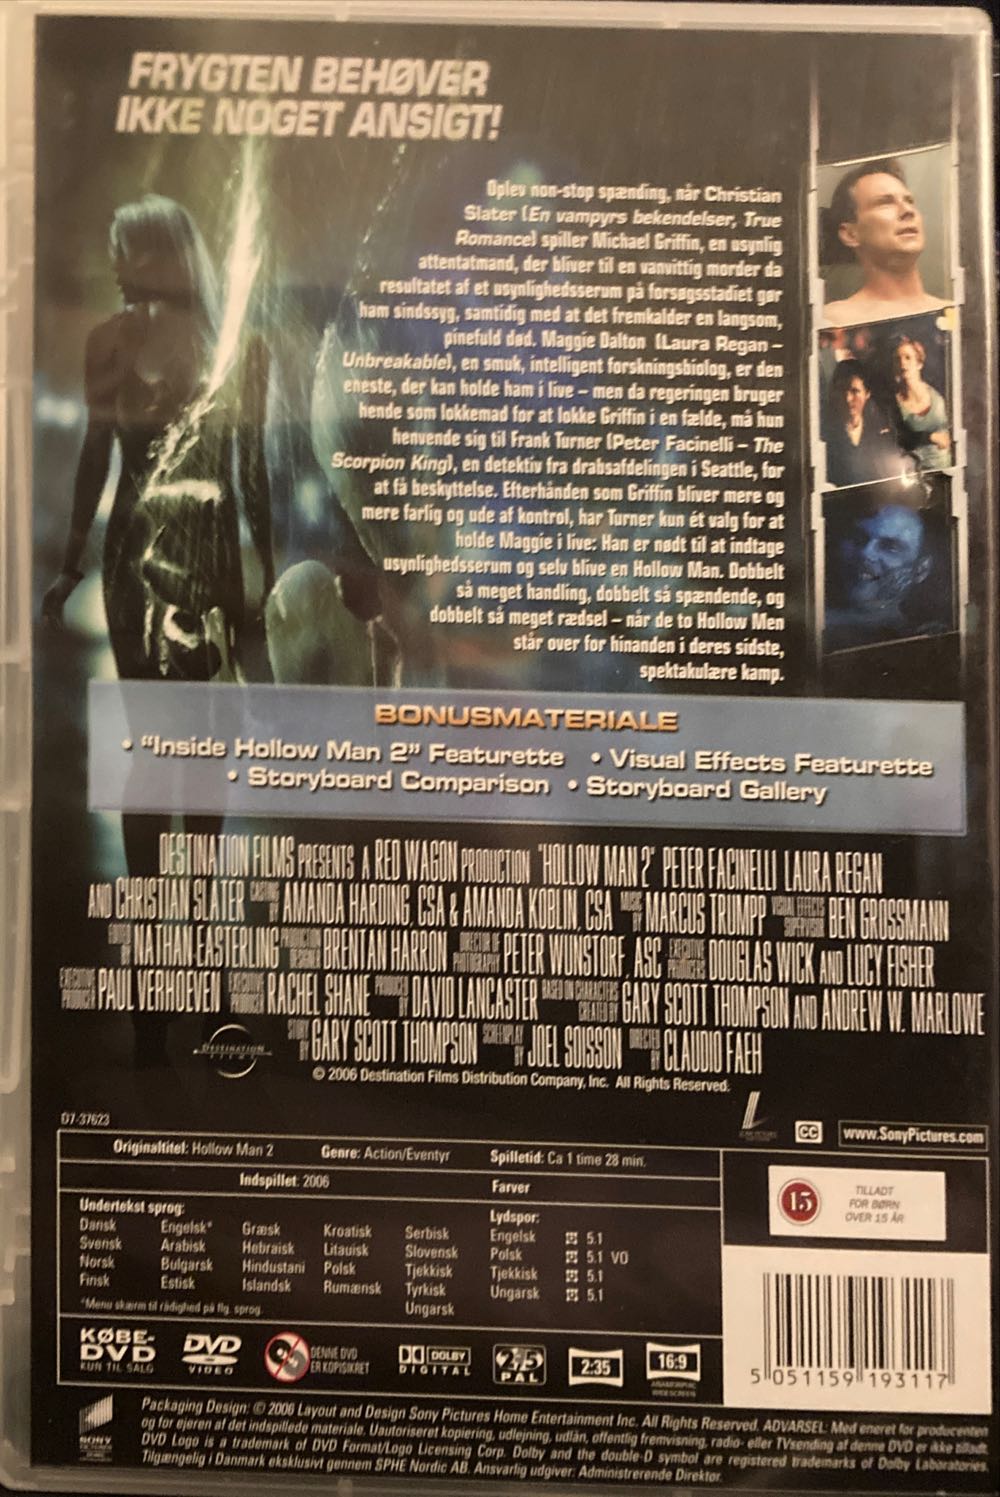 FRYGTEN BEHØVER
IKKE NOGET ANSIGT!
Oplev non-stop spænding, når Christian
Slater (En vampyrs bekendelser, True
Romance) spiller Michael Griffin, en usynlig
attentatmand, der bliver til en vanvittig morder da
resultatet af et usynlighedsserum på forsøgsstadiet gør
ham sindssyg, samtidig med at det fremkalder en langsom,
pinefuld død. Maggie Dalton (Laura Regan –
Unbreakable), en smuk, intelligent forskningsbiolog, er den
eneste, der kan holde ham i live – men da regeringen bruger
hende som lokkemad for at lokke Griffin i en fælde, må hun
henvende sig til Frank Turner (Peter Facinelli – The
Scorpion King), en detektiv fra drabsafdelingen i Seattle, for
at få beskyttelse. Efterhånden som Griffin bliver mere og
mere farlig og ude af kontrol, har Turner kun ét valg for at
holde Maggie i live: Han er nødt til at indtage
usynlighedsserum og selv blive en Hollow Man. Dobbelt
så meget handling, dobbelt så spændende, og
dobbelt så meget rædsel – når de to Hollow Men
står over for hinanden i deres sidste,
spektakulære kamp.
BONUSMATERIALE
• "Inside Hollow Man 2" Featurette • Visual Effects Featurette
• Storyboard Comparison • Storyboard Gallery
DESTINATION FILMS PRESENTS A RED WAGON PRODUCTION "HOLLOW MAN 2" PETER FACINELLI LAURA REGAN
AND CHRISTIAN SLATER CASTING BY AMANDA HARDING, CSA & AMANDA KOBLIN, CSA MUSIC BY MARCUS TRUMPP VISUAL EFFECTS SUPERVISOR BEN GROSSMANN
EDITED BY NATHAN EASTERLING PRODUCTION DESIGNER BRENTAN HARRON DIRECTOR OF PHOTOGRAPHY PETER WUNSTORF, ASC EXECUTIVE PRODUCERS DOUGLAS WICK AND LUCY FISHER
EXECUTIVE PRODUCER PAUL VERHOEVEN EXECUTIVE PRODUCER RACHEL SHANE PRODUCED BY DAVID LANCASTER BASED ON CHARACTERS CREATED BY GARY SCOTT THOMPSON AND ANDREW W. MARLOWE
DESTINATION FILMS STORY BY GARY SCOTT THOMPSON SCREENPLAY BY JOEL SOISSON DIRECTED BY CLAUDIO FAEH
© 2006 Destination Films Distribution Company, Inc. All Rights Reserved.
D7-37623
CC www.SonyPictures.com
Originaltitel: Hollow Man 2 Genre: Action/Eventyr Spilletid: Ca 1 time 28 min.
Indspillet: 2006 Farver
Undertekst sprog: Lydspor:
Dansk Engelsk* Græsk Kroatisk Serbisk Engelsk 5.1
Svensk Arabisk Hebraisk Litauisk Slovensk Polsk 5.1 VO
Norsk Bulgarsk Hindustani Polsk Tjekkisk Tjekkisk 5.1
Finsk Estisk Islandsk Rumænsk Tyrkisk Ungarsk 5.1
Ungarsk
*Menu skærm til rådighed på flg. sprog
15 TILLADT
FOR BØRN
OVER 15 ÅR
KØBE-
DVD
KUN TIL SALG
DVD
VIDEO
DENNE DVD
ER KOPISIKRET
DOLBY
DIGITAL
2,5
PAL
2:35
16:9
ANAMORPHIC
WIDESCREEN
5 051159 193117
SONY
PICTURES
Packaging Design: © 2006 Layout and Design Sony Pictures Home Entertainment Inc. All Rights Reserved. ADVARSEL: Med eneret for producenten
og for ejeren af det indspillede materiale. Uautoriseret kopiering, udlejning, udlån, offentlig fremvisning, radio- eller TVsending af denne DVD er ikke tilladt.
DVD Logo is a trademark of DVD Format/Logo Licensing Corp. Dolby and the double-D symbol are registered trademarks of Dolby Laboratories.
Tilgængelig i Danmark eksklusivt gennem SPHE Nordic AB. Ansvarlig udgiver: Administrerende Direktør.